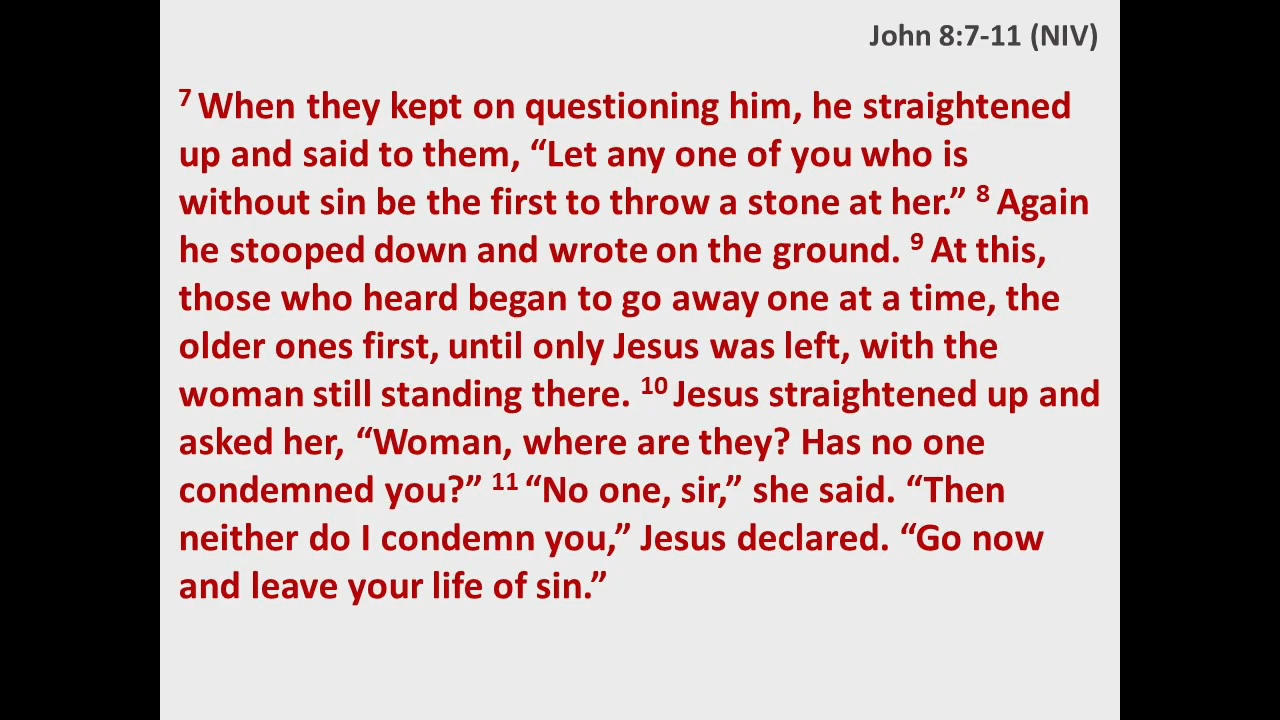 John 8:7-11 (NIV)
7 When they kept on questioning him, he straightened
up and said to them, “Let any one of you who is
without sin be the first to throw a stone at her.” 8 Again
he stooped down and wrote on the ground. 9 At this,
those who heard began to go away one at a time, the
older ones first, until only Jesus was left, with the
woman still standing there. 10 Jesus straightened up and
asked her, “Woman, where are they? Has no one
condemned you?” 11 “No one, sir,” she said. “Then
neither do I condemn you,” Jesus declared. “Go now
and leave your life of sin.”